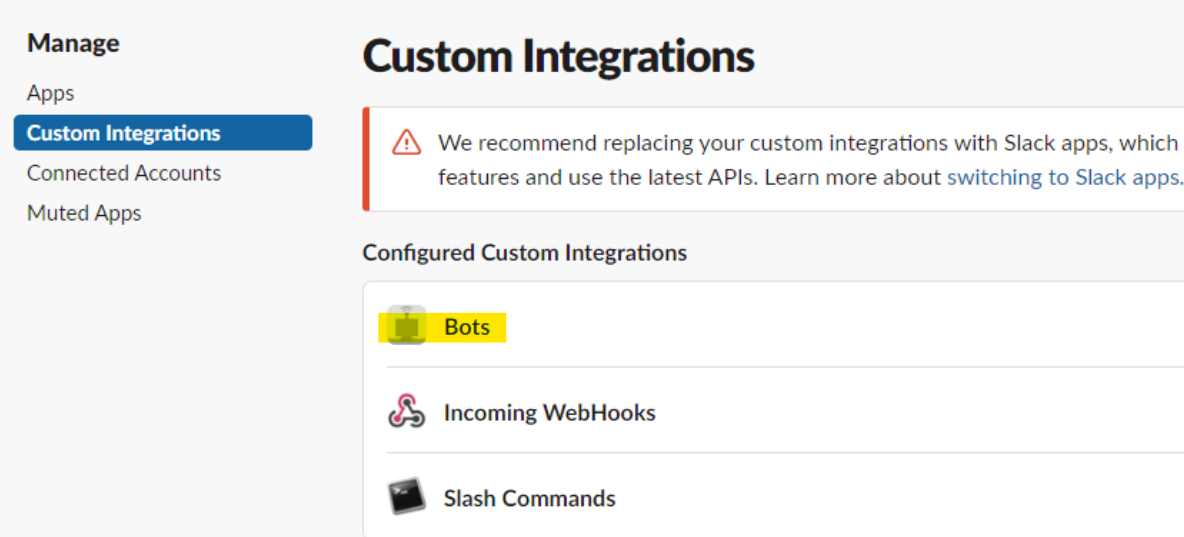 Manage
Apps
Custom Integrations
Connected Accounts
Muted Apps
Custom Integrations
We recommend replacing your custom integrations with Slack apps, which
features and use the latest APIs. Learn more about switching to Slack apps.
Configured Custom Integrations
Bots
Incoming WebHooks
Slash Commands